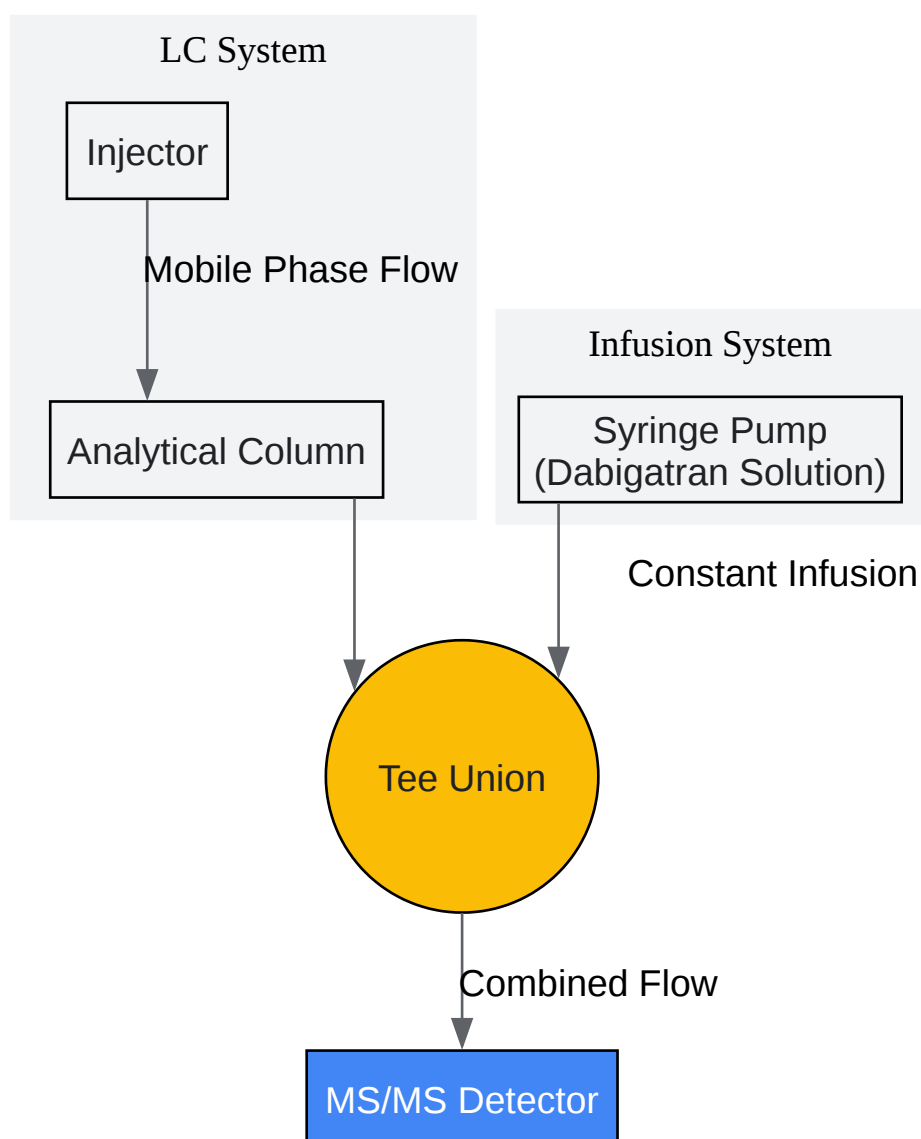 LC System
Injector
Mobile Phase Flow
Analytical Column
Infusion System
Syringe Pump
(Dabigatran Solution)
Constant Infusion
Tee Union
Combined Flow
MS/MS Detector